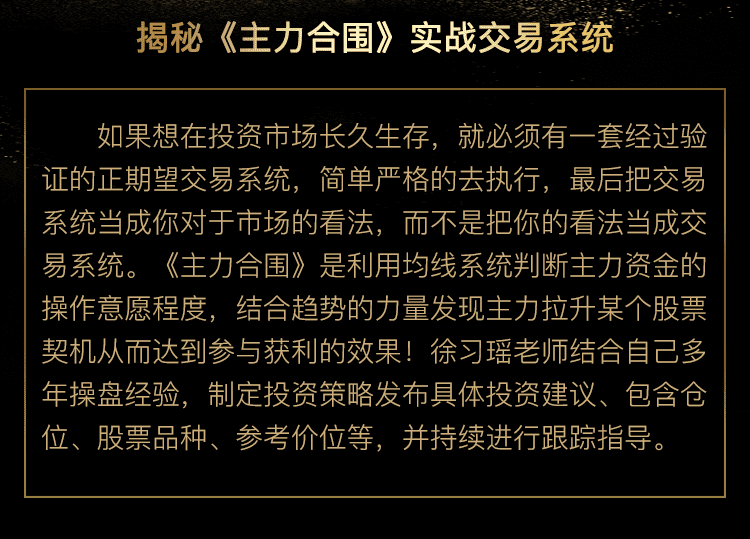 揭秘《主力合围》实战交易系统
如果想在投资市场长久生存，就必须有一套经过验
证的正期望交易系统，简单严格的去执行，最后把交易
系统当成你对于市场的看法，而不是把你的看法当成交
易系统。《主力合围》是利用均线系统判断主力资金的
操作意愿程度，结合趋势的力量发现主力拉升某个股票
契机从而达到参与获利的效果！徐习瑶老师结合自己多
年操盘经验，制定投资策略发布具体投资建议、包含仓
位、股票品种、参考价位等，并持续进行跟踪指导。